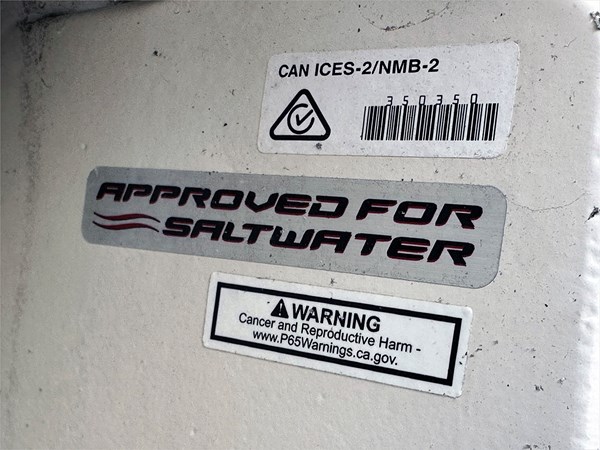 CAN ICES-2/NMB-2
350350
APPROVED FOR
SALTWATER
WARNING
Cancer and Reproductive Harm -
www.P65Warnings.ca.gov.